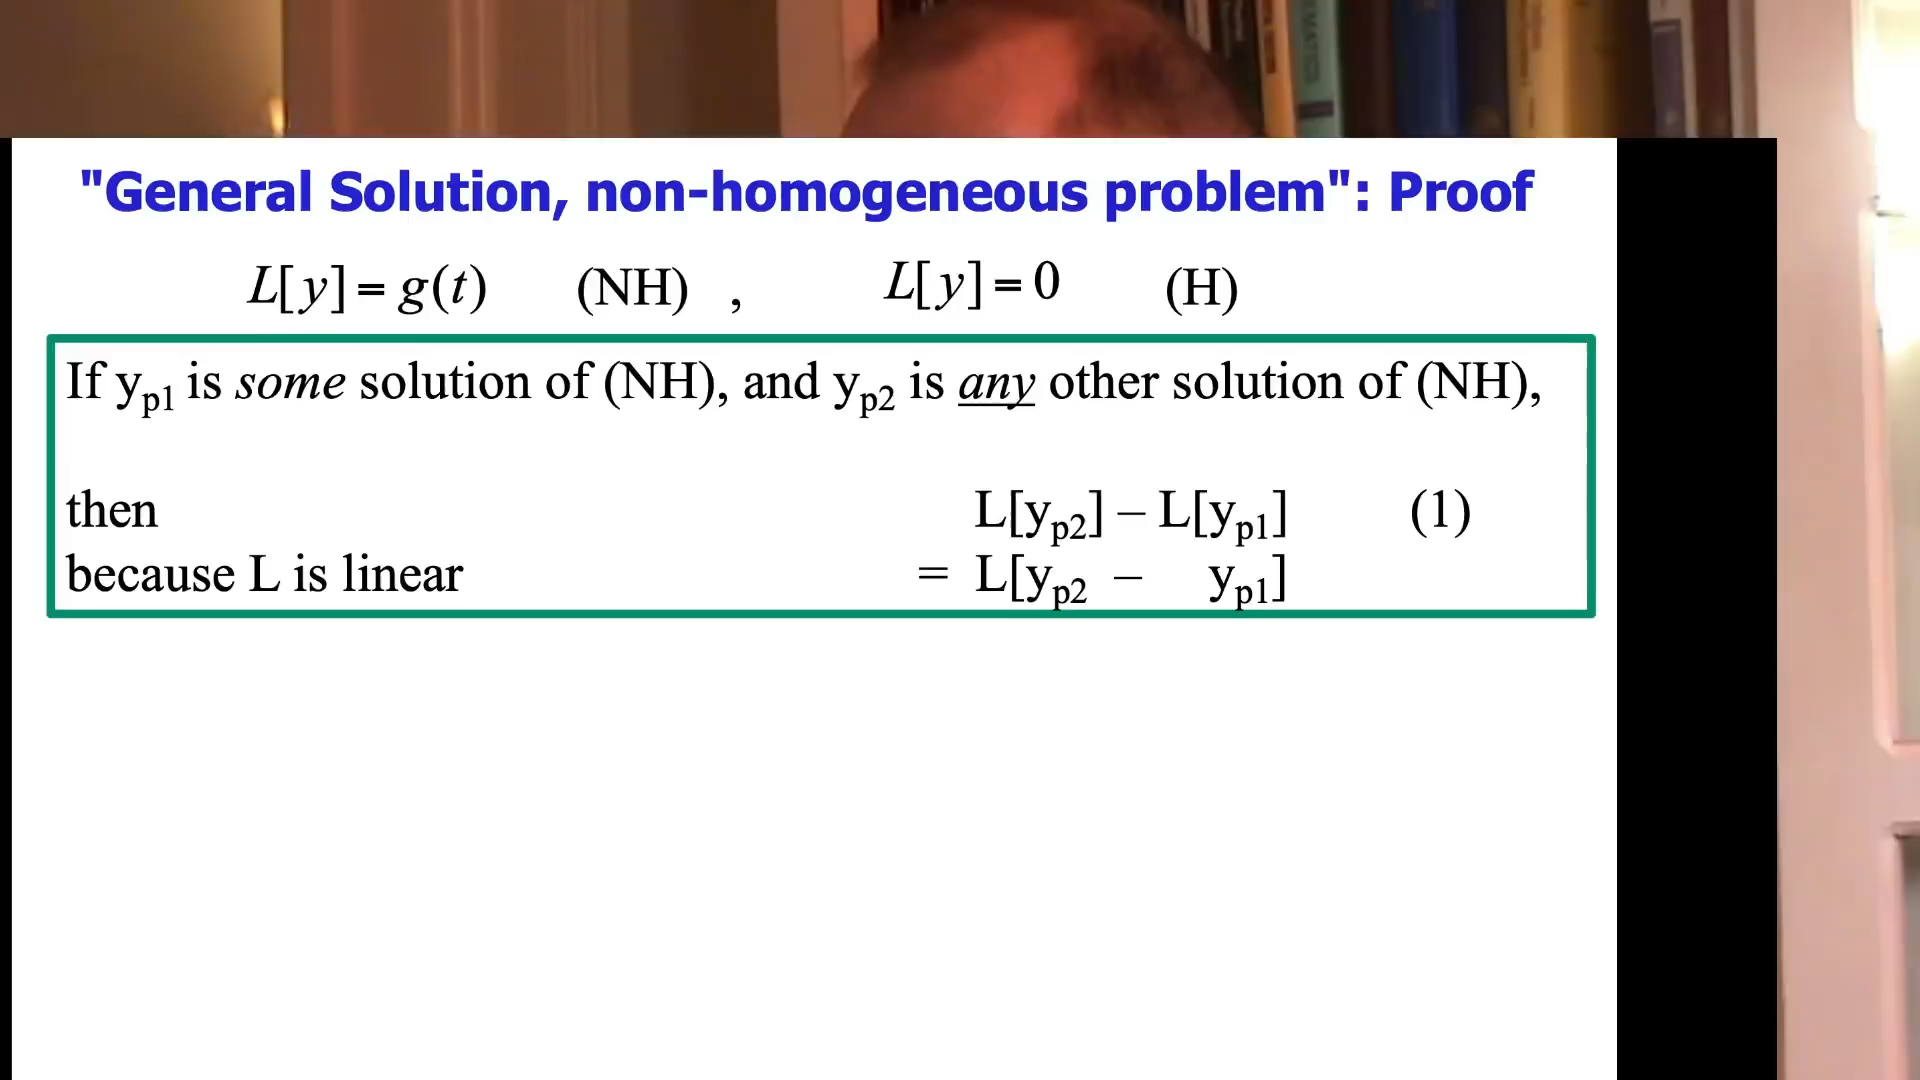 MATICS
"General Solution, non-homogeneous problem": Proof
L[y] = g(t) (NH) , L[y] = 0 (H)
If yp1 is some solution of (NH), and yp2 is any other solution of (NH),
then L[yp2] – L[yp1] (1)
because L is linear = L[yp2 – yp1]